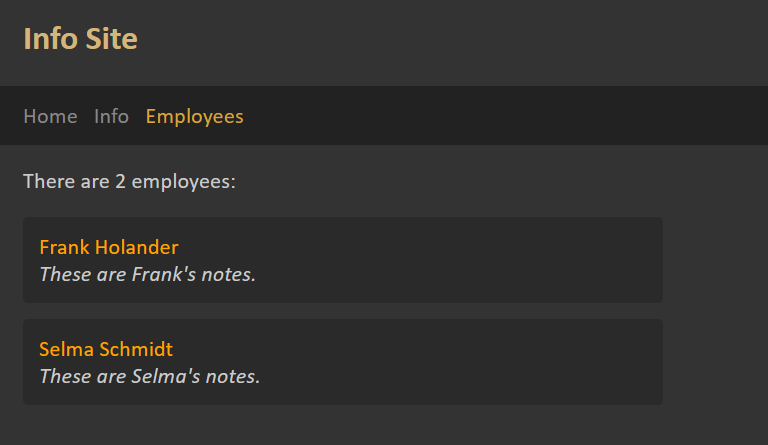 Info Site
Home Info Employees
There are 2 employees:
Frank Holander
These are Frank's notes.
Selma Schmidt
These are Selma's notes.